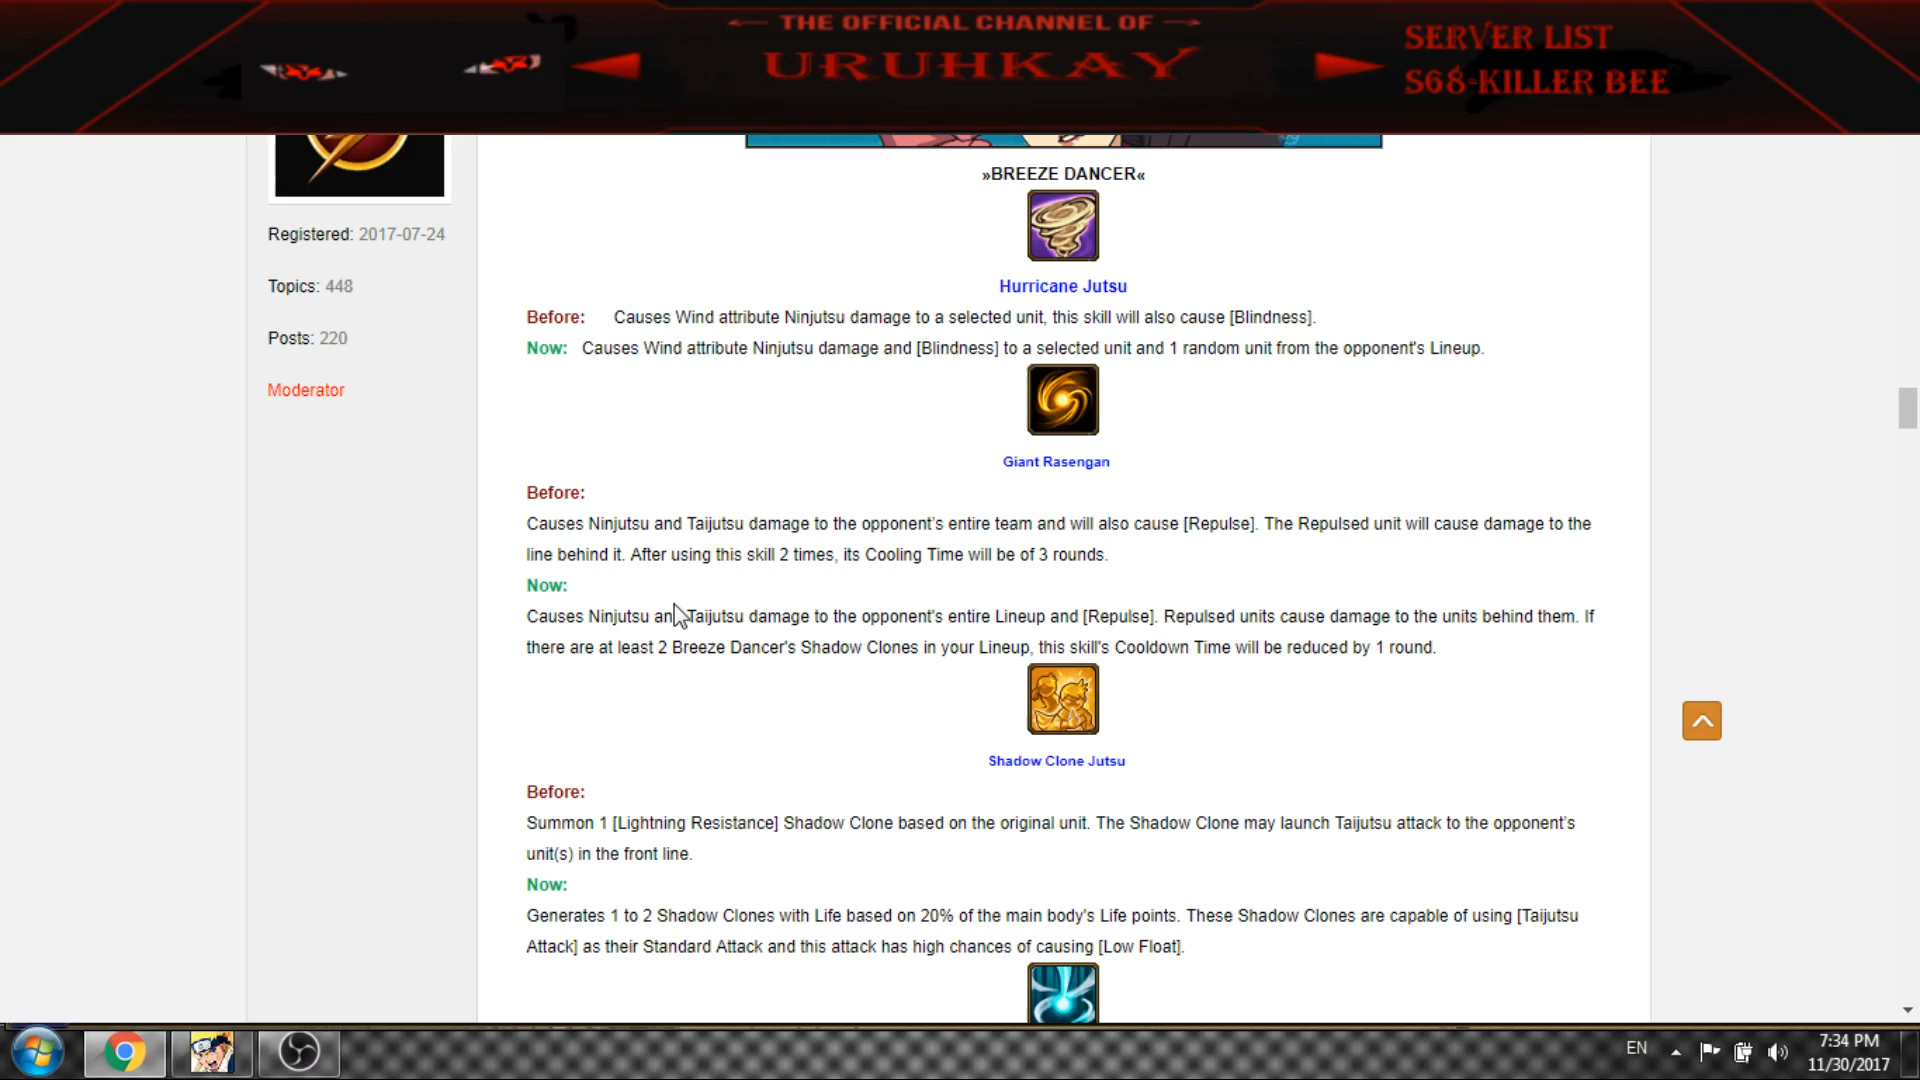 THE OFFICIAL CHANNEL OF
URUHKAY
SERVER LIST
S68-KILLER BEE
Registered: 2017-07-24
Topics: 448
Posts: 220
Moderator
»BREEZE DANCER«
Hurricane Jutsu
Before: Causes Wind attribute Ninjutsu damage to a selected unit, this skill will also cause [Blindness].
Now: Causes Wind attribute Ninjutsu damage and [Blindness] to a selected unit and 1 random unit from the opponent's Lineup.
Giant Rasengan
Before:
Causes Ninjutsu and Taijutsu damage to the opponent's entire team and will also cause [Repulse]. The Repulsed unit will cause damage to the
line behind it. After using this skill 2 times, its Cooling Time will be of 3 rounds.
Now:
Causes Ninjutsu and Taijutsu damage to the opponent's entire Lineup and [Repulse]. Repulsed units cause damage to the units behind them. If
there are at least 2 Breeze Dancer's Shadow Clones in your Lineup, this skill's Cooldown Time will be reduced by 1 round.
Shadow Clone Jutsu
Before:
Summon 1 [Lightning Resistance] Shadow Clone based on the original unit. The Shadow Clone may launch Taijutsu attack to the opponent's
unit(s) in the front line.
Now:
Generates 1 to 2 Shadow Clones with Life based on 20% of the main body's Life points. These Shadow Clones are capable of using [Taijutsu
Attack] as their Standard Attack and this attack has high chances of causing [Low Float].
EN
7:34 PM
11/30/2017